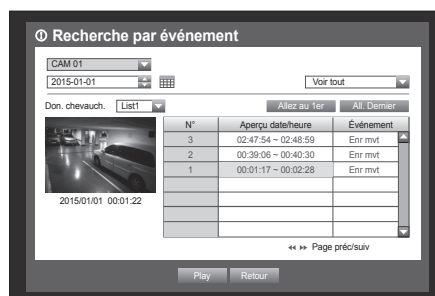 Recherche par événement
CAM 01
2015-01-01
Voir tout
Don. chevauch. List1 Allez au 1er All. Dernier
N° Aperçu date/heure Événement
3 02:47:54 ~ 02:48:59 Enr mvt
2 00:39:06 ~ 00:40:30 Enr mvt
1 00:01:17 ~ 00:02:28 Enr mvt
2015/01/01 00:01:22
Page préc/suiv
Play Retour